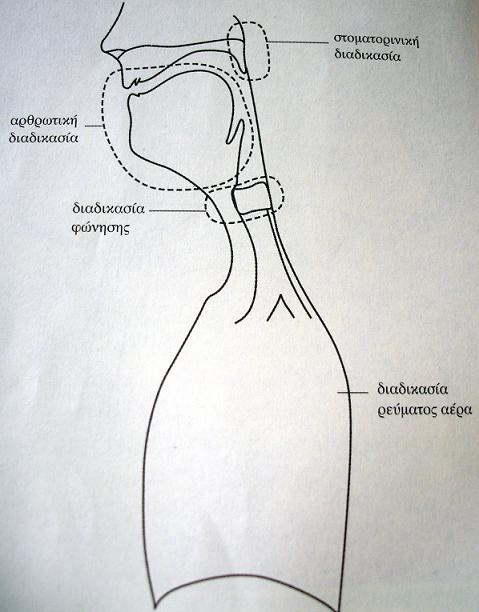 στοματορινική
διαδικασία
αρθρωτική
διαδικασία
διαδικασία
φώνησης
διαδικασία
ρεύματος αέρα